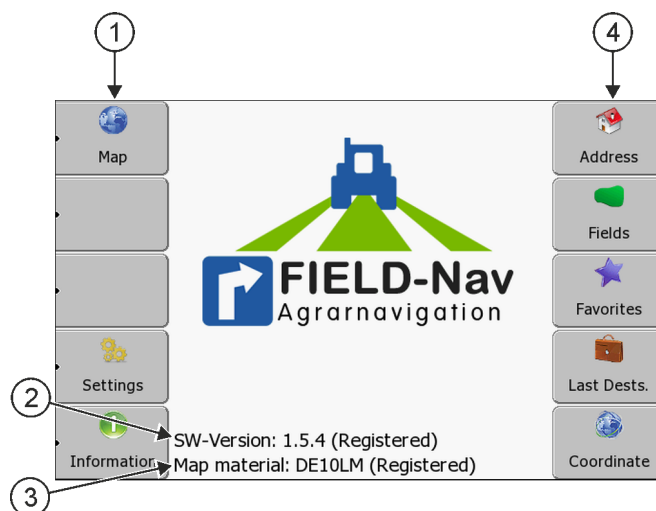 1
4
Map
Address
Fields
FIELD-Nav
Agrarnavigation
Favorites
Settings
Last Dests.
2
SW-Version: 1.5.4 (Registered)
Information
Map material: DE10LM (Registered)
Coordinate
3